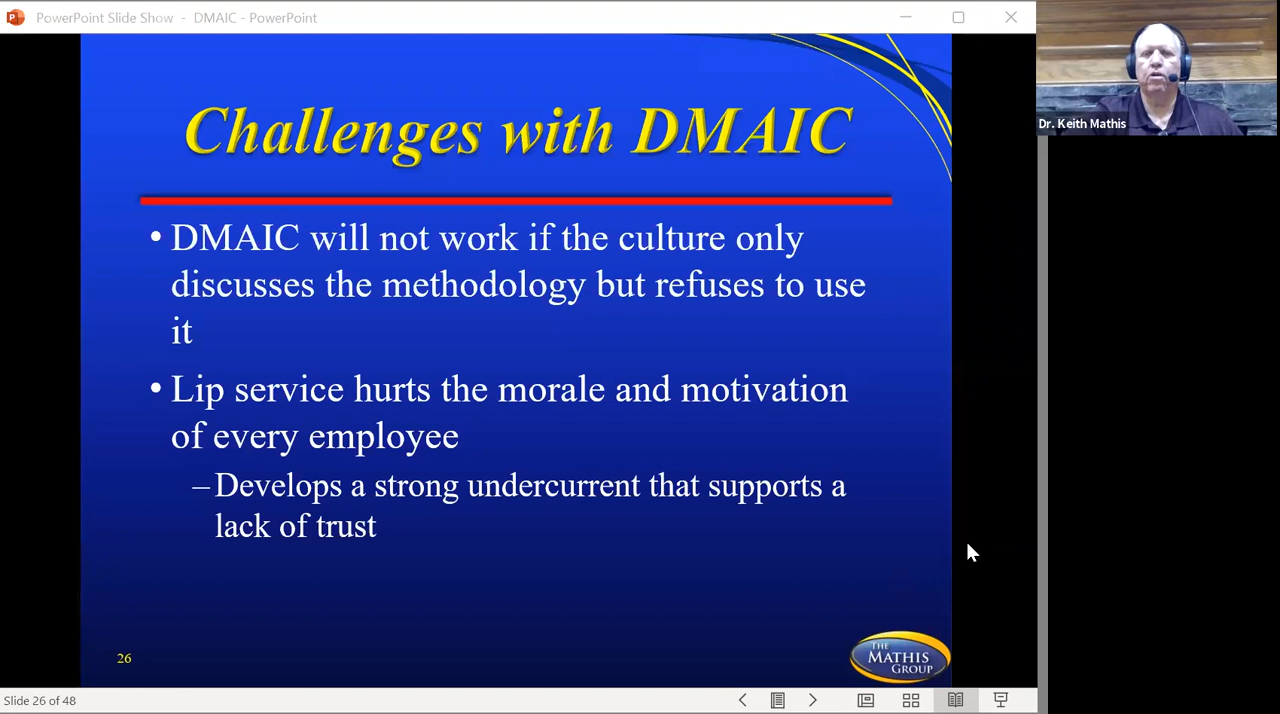 PowerPoint Slide Show - DMAIC - PowerPoint
Dr. Keith Mathis
Challenges with DMAIC
• DMAIC will not work if the culture only
discusses the methodology but refuses to use
it
• Lip service hurts the morale and motivation
of every employee
–Develops a strong undercurrent that supports a
lack of trust
26
THE
MATHIS
GROUP
Slide 26 of 48